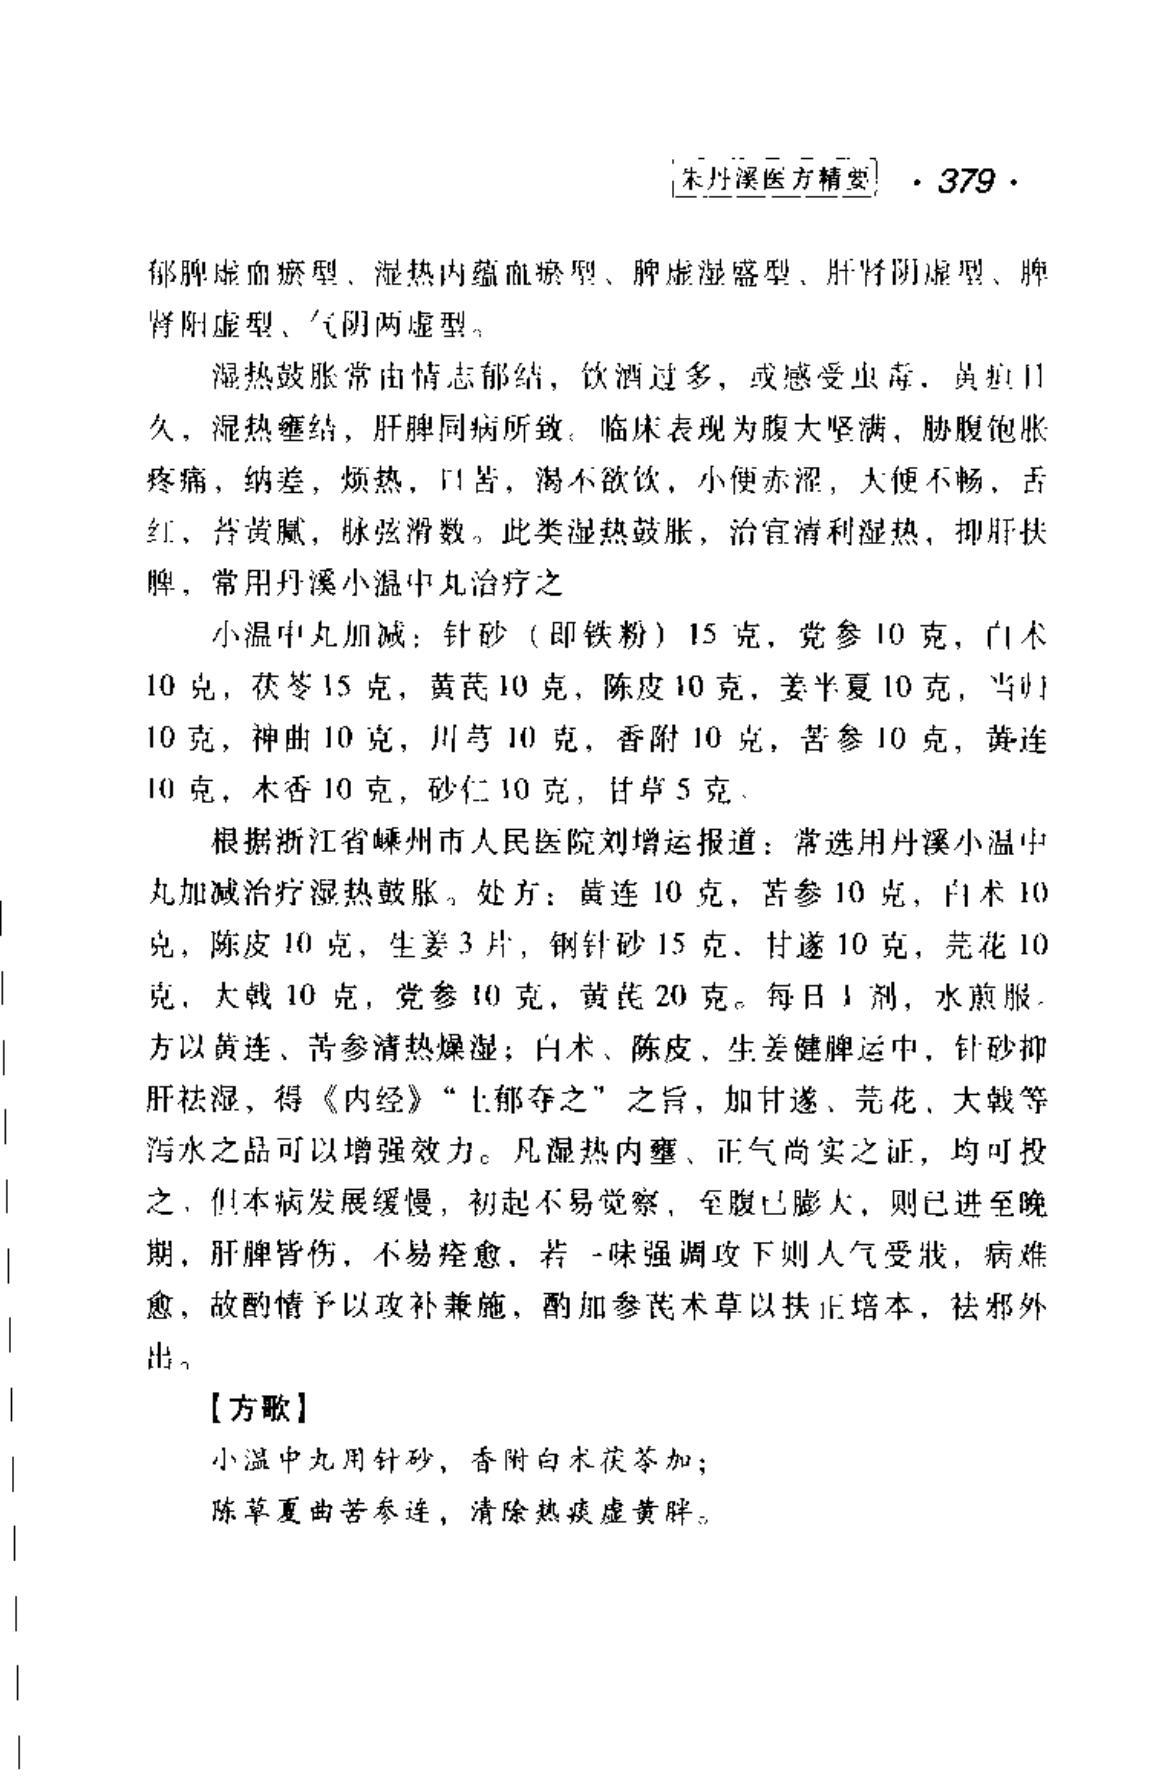 朱丹溪医方精要 · 379 ·
郁脾虚血瘀型、湿热内蕴血瘀型、脾虚湿盛型、肝肾阴虚型、脾
肾阳虚型、气阴两虚型。
湿热鼓胀常由情志郁结，饮酒过多，或感受虫毒，黄疸日
久，湿热壅结，肝脾同病所致。临床表现为腹大坚满，胁腹饱胀
疼痛，纳差，烦热，口苦，渴不欲饮，小便赤涩，大便不畅，舌
红，苔黄腻，脉弦滑数。此类湿热鼓胀，治宜清利湿热，抑肝扶
脾，常用丹溪小温中丸治疗之
小温中丸加减：针砂（即铁粉）15 克，党参 10 克，白术
10 克，茯苓 15 克，黄芪 10 克，陈皮 10 克，姜半夏 10 克，当归
10 克，神曲 10 克，川芎 10 克，香附 10 克，苦参 10 克，黄连
10 克，木香 10 克，砂仁 10 克，甘草 5 克。
根据浙江省嵊州市人民医院刘增运报道：常选用丹溪小温中
丸加减治疗湿热鼓胀。处方：黄连 10 克，苦参 10 克，白术 10
克，陈皮 10 克，生姜 3 片，钢针砂 15 克，甘遂 10 克，芫花 10
克，大戟 10 克，党参 10 克，黄芪 20 克。每日 1 剂，水煎服。
方以黄连、苦参清热燥湿；白术、陈皮、生姜健脾运中，针砂抑
肝祛湿，得《内经》“土郁夺之”之旨，加甘遂、芫花、大戟等
泻水之品可以增强效力。凡湿热内壅、正气尚实之证，均可投
之，但本病发展缓慢，初起不易觉察，至腹已膨大，则已进至晚
期，肝脾皆伤，不易痊愈，若一味强调攻下则人气受戕，病难
愈，故酌情予以攻补兼施，酌加参芪术草以扶正培本，祛邪外
出。
【方歌】
小温中丸用针砂，香附白术茯苓加；
陈草夏曲苦参连，清除热痰虚黄胖。